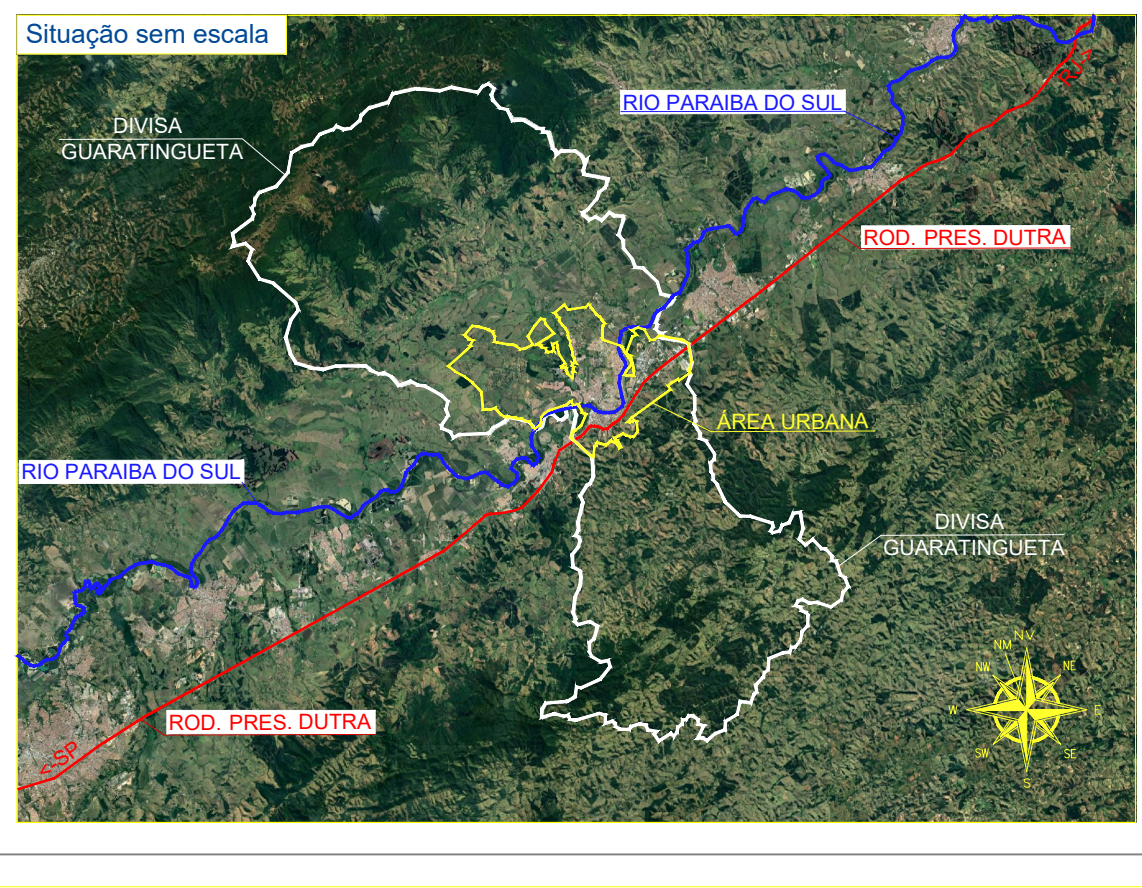 Situação sem escala
RJ->
RIO PARAIBA DO SUL
DIVISA
GUARATINGUETA
ROD. PRES. DUTRA
ÁREA URBANA
RIO PARAIBA DO SUL
DIVISA
GUARATINGUETA
NV
NM
NW
NE
W
E
SW
SE
S
ROD. PRES. DUTRA
<-SP